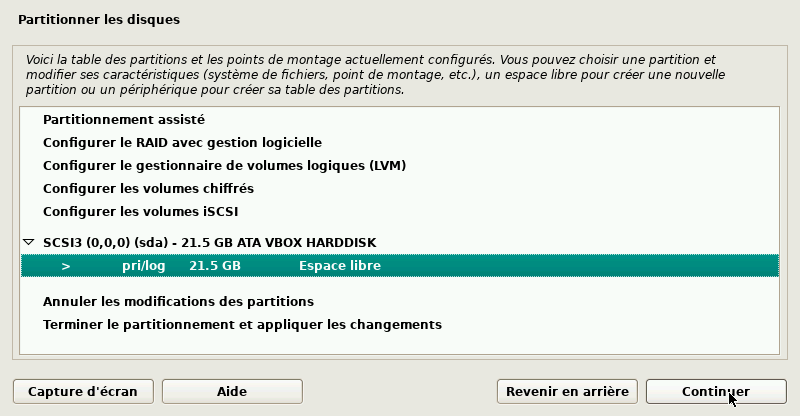 Partitionner les disques
Voici la table des partitions et les points de montage actuellement configurés. Vous pouvez choisir une partition et
modifier ses caractéristiques (système de fichiers, point de montage, etc.), un espace libre pour créer une nouvelle
partition ou un périphérique pour créer sa table des partitions.
Partitionnement assisté
Configurer le RAID avec gestion logicielle
Configurer le gestionnaire de volumes logiques (LVM)
Configurer les volumes chiffrés
Configurer les volumes iSCSI
SCSI3 (0,0,0) (sda) - 21.5 GB ATA VBOX HARDDISK
> pri/log 21.5 GB Espace libre
Annuler les modifications des partitions
Terminer le partitionnement et appliquer les changements
Capture d'écran Aide Revenir en arrière Continuer